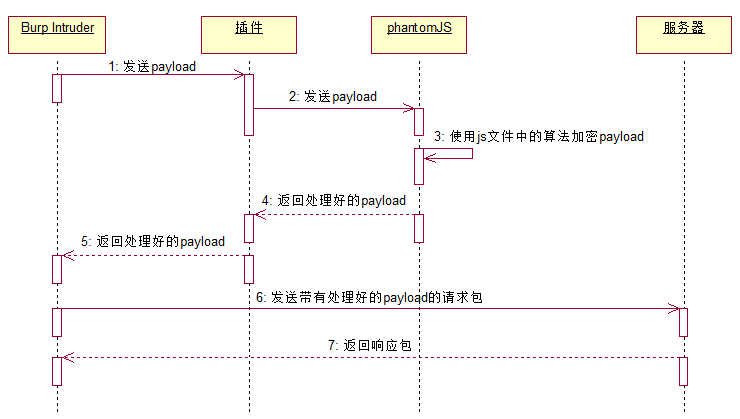 Burp Intruder
插件
phantomJS
服务器
1: 发送payload
2: 发送payload
3: 使用js文件中的算法加密payload
4: 返回处理好的payload
5: 返回处理好的payload
6: 发送带有处理好的payload的请求包
7: 返回响应包